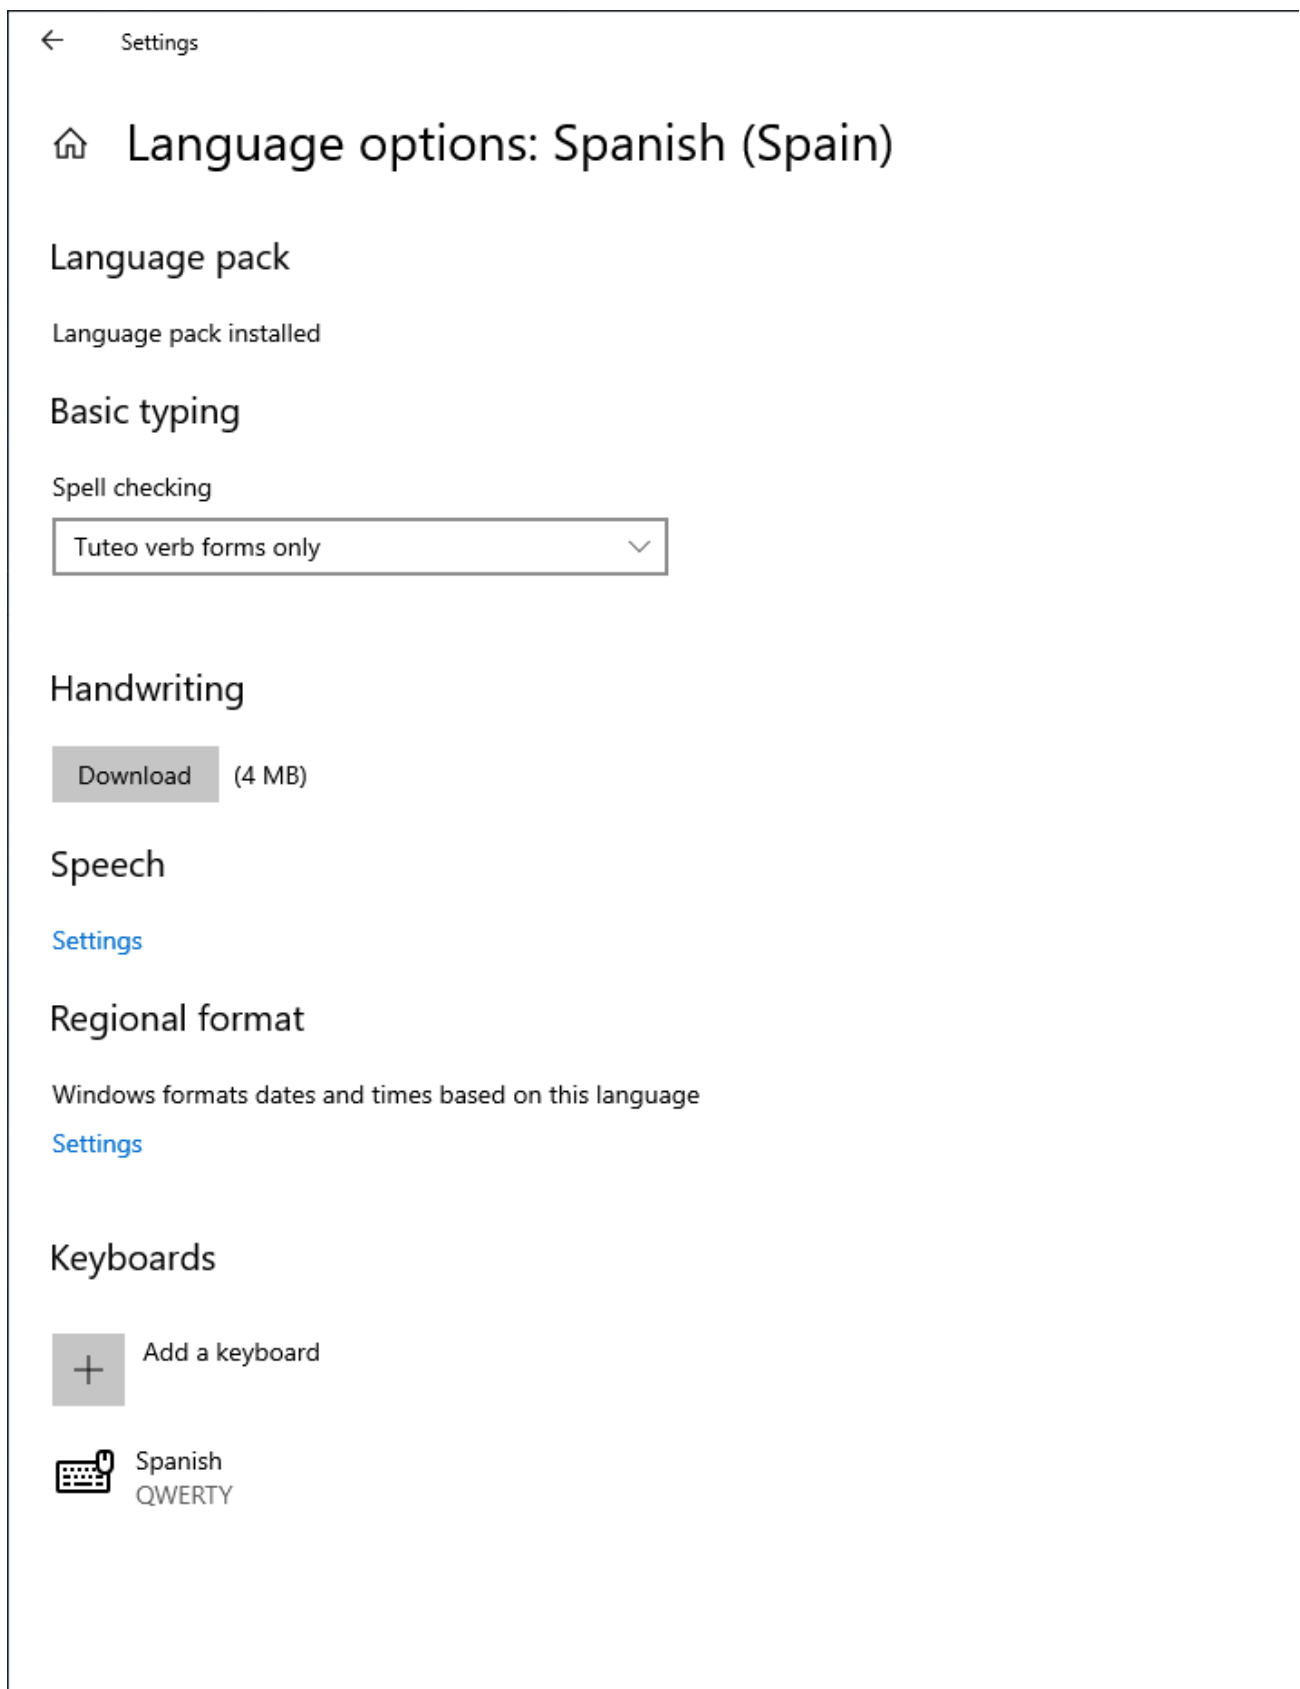 Settings
Language options: Spanish (Spain)
Language pack
Language pack installed
Basic typing
Spell checking
Tuteo verb forms only
Handwriting
Download (4 MB)
Speech
Settings
Regional format
Windows formats dates and times based on this language
Settings
Keyboards
Add a keyboard
Spanish
QWERTY